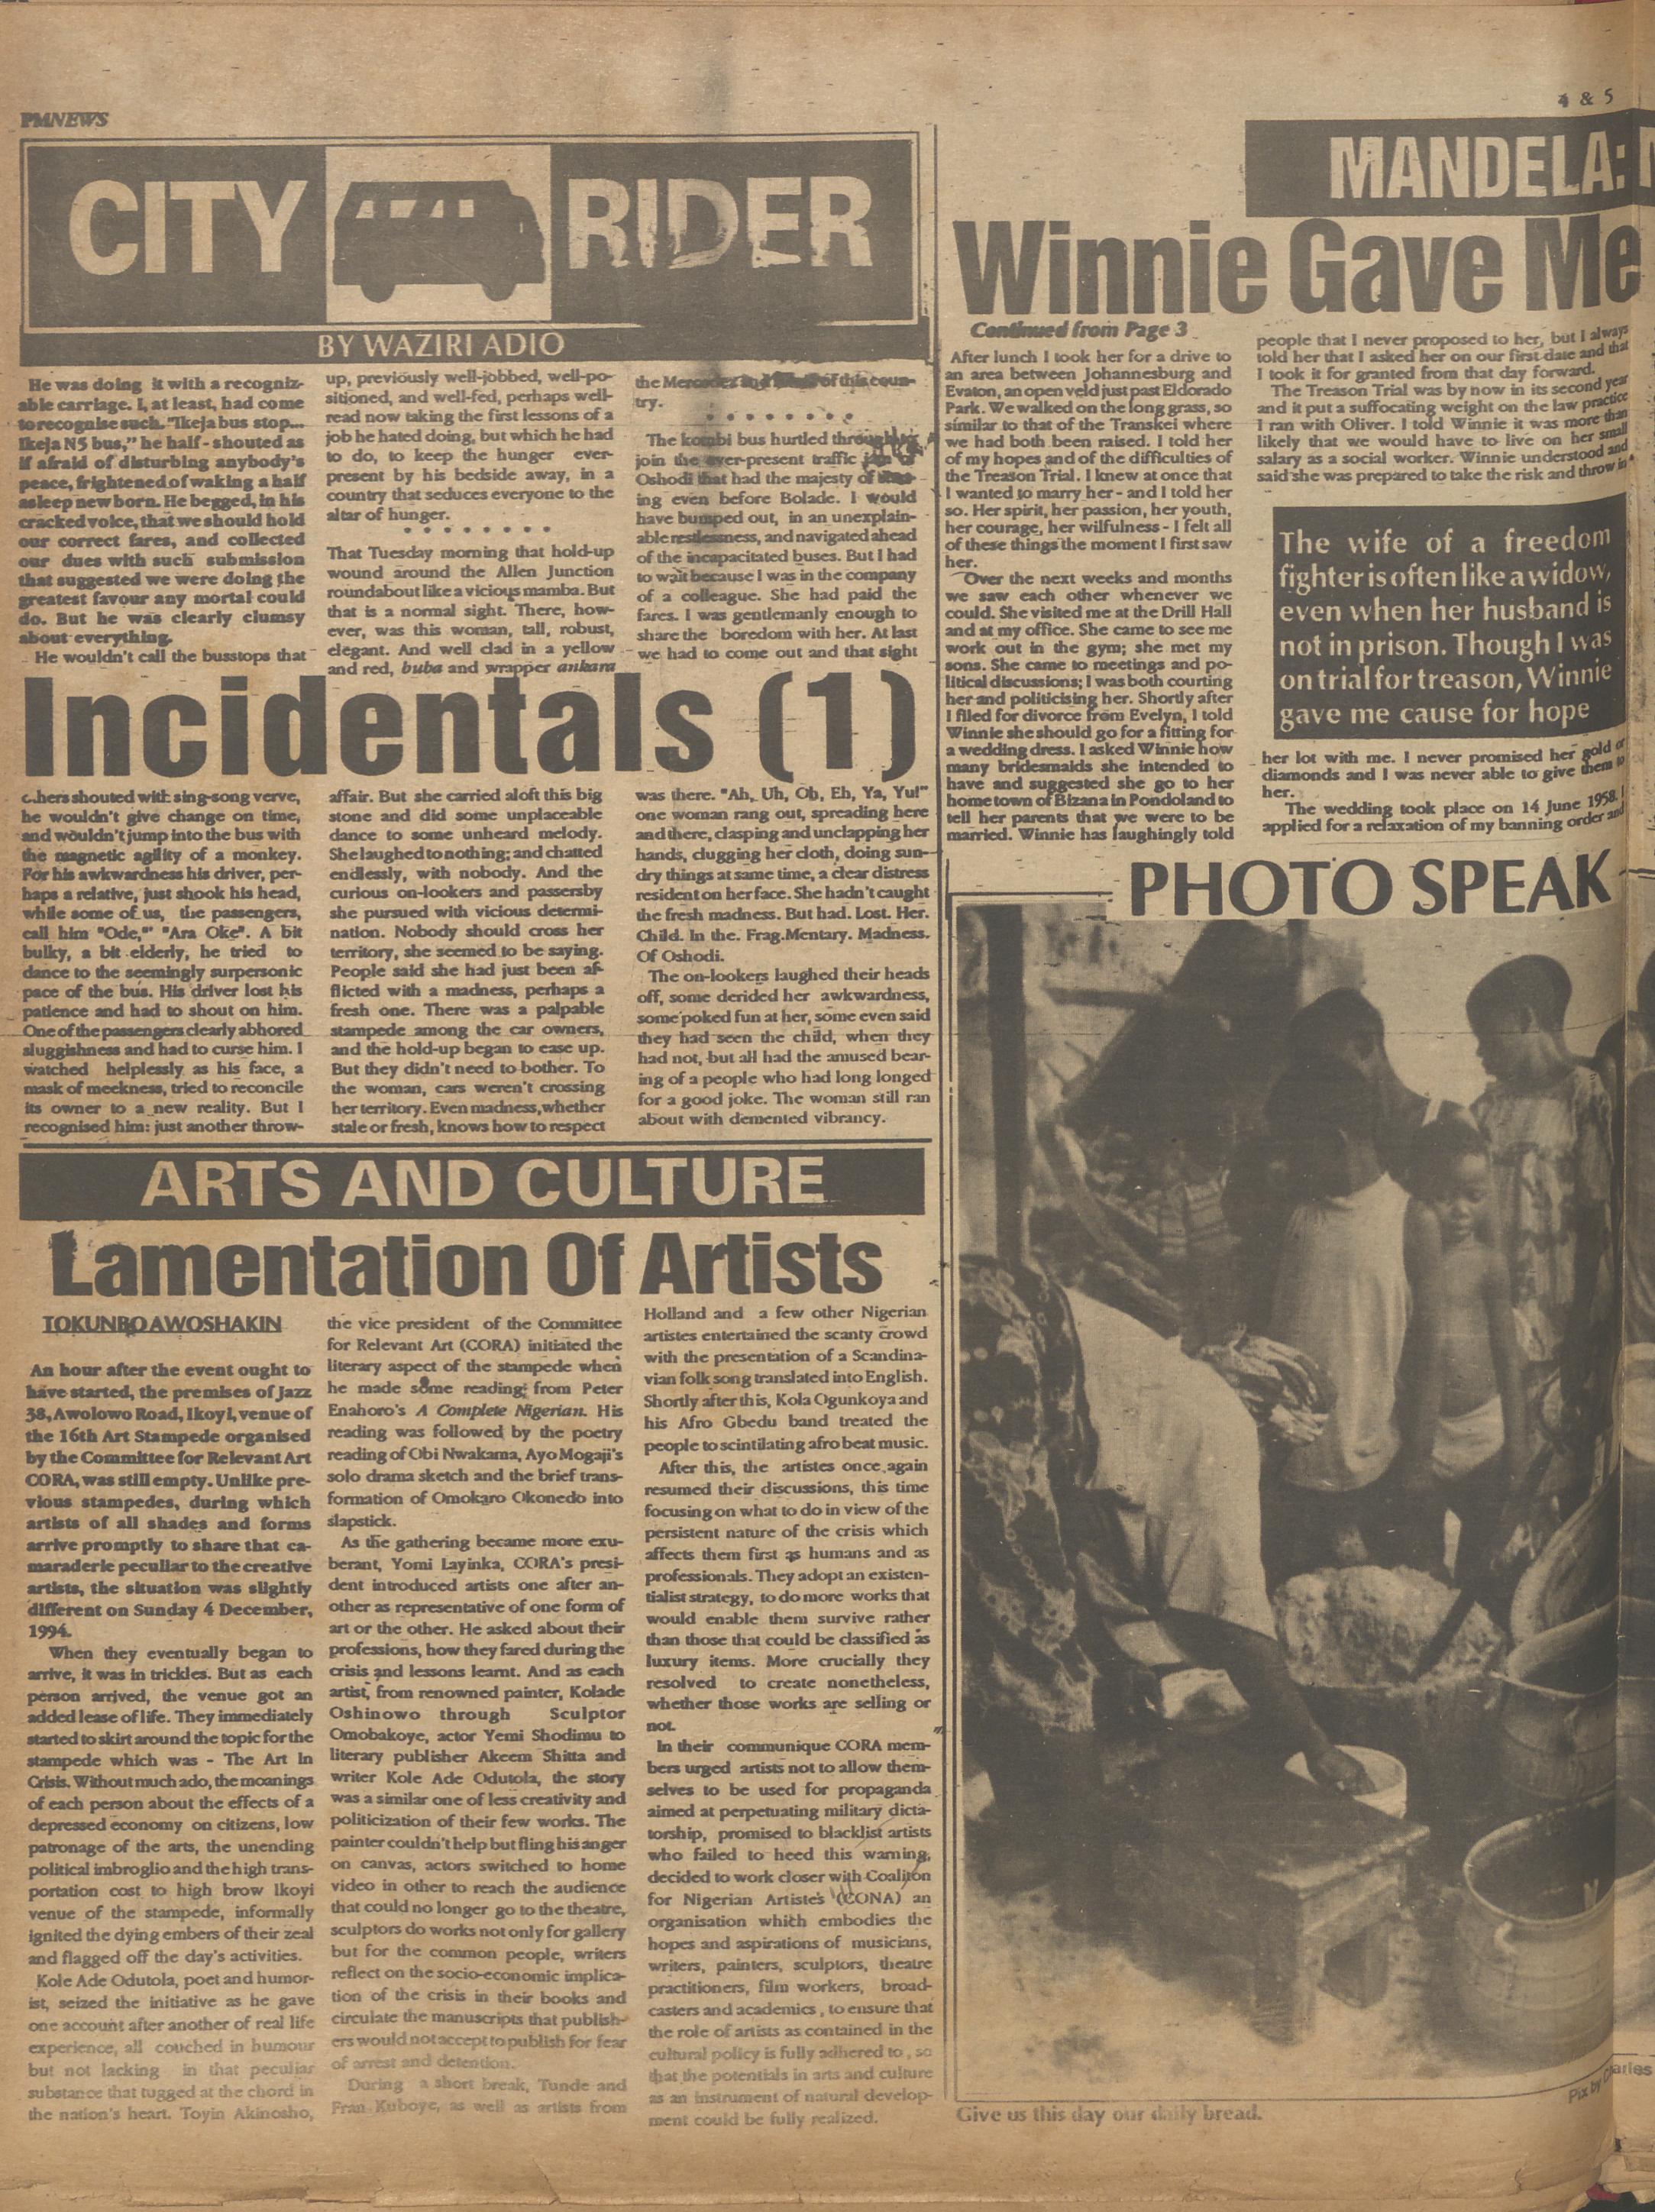 PMNEWS
4 & 5
CITY RIDER
BY WAZIRI ADIO
Incidentals (1)
He was doing it with a recogniz-
able carriage. I, at least, had come
to recognise such. "Ikeja bus stop...
Ikeja N5 bus," he half - shouted as
if afraid of disturbing anybody's
peace, frightened of waking a half
asleep new born. He begged, in his
cracked voice, that we should hold
our correct fares, and collected
our dues with such submission
that suggested we were doing the
greatest favour any mortal could
do. But he was clearly clumsy
about everything.
He wouldn't call the busstops that
shouted with sing-song verve,
he wouldn't give change on time,
and wouldn't jump into the bus with
the magnetic agility of a monkey.
For his awkwardness his driver, per-
haps a relative, just shook his head,
while some of us, the passengers,
call him "Ode," "Ara Oke". A bit
bulky, a bit elderly, he tried to
dance to the seemingly surpersonic
pace of the bus. His driver lost his
patience and had to shout on him.
One of the passengers clearly abhored
sluggishness and had to curse him. I
watched helplessly as his face, a
mask of meekness, tried to reconcile
its owner to a new reality. But I
recognised him: just another throw-
up, previously well-jobbed, well-po-
sitioned, and well-fed, perhaps well-
read now taking the first lessons of a
job he hated doing, but which he had
to do, to keep the hunger ever-
present by his bedside away, in a
country that seduces everyone to the
altar of hunger.
* * * * * * *
That Tuesday morning that hold-up
wound around the Allen Junction
roundabout like a vicious mamba. But
that is a normal sight. There, how-
ever, was this woman, tall, robust,
elegant. And well clad in a yellow
and red, buba and wrapper ankara
affair. But she carried aloft this big
stone and did some unplaceable
dance to some unheard melody.
She laughed to nothing; and chatted
endlessly, with nobody. And the
curious on-lookers and passersby
she pursued with vicious determi-
nation. Nobody should cross her
territory, she seemed to be saying.
People said she had just been af-
flicted with a madness, perhaps a
fresh one. There was a palpable
stampede among the car owners,
and the hold-up began to ease up.
But they didn't need to bother. To
the woman, cars weren't crossing
her territory. Even madness, whether
stale or fresh, knows how to respect
the Mercedes of this coun-
try.
* * * * * * * *
The kombi bus hurtled through
join the ever-present traffic
Oshodi that had the majesty of
ing even before Bolade. I would
have bumped out, in an unexplain-
able restlessness, and navigated ahead
of the incapacitated buses. But I had
to wait because I was in the company
of a colleague. She had paid the
fares. I was gentlemanly enough to
share the boredom with her. At last
we had to come out and that sight
was there. "Ah, Uh, Oh, Eh, Ya, Yu!"
one woman rang out, spreading here
and there, clasping and unclapping her
hands, clugging her cloth, doing sun-
dry things at same time, a clear distress
resident on her face. She hadn't caught
the fresh madness. But had. Lost. Her.
Child. In the. Frag.Mentary. Madness.
Of Oshodi.
The on-lookers laughed their heads
off, some derided her awkwardness,
some poked fun at her, some even said
they had seen the child, when they
had not, but all had the amused bear-
ing of a people who had long longed
for a good joke. The woman still ran
about with demented vibrancy.
ARTS AND CULTURE
Lamentation Of Artists
TOKUNBO AWOSHAKIN
An hour after the event ought to
have started, the premises of Jazz
38, Awolowo Road, Ikoyi, venue of
the 16th Art Stampede organised
by the Committee for Relevant Art
CORA, was still empty. Unlike pre-
vious stampedes, during which
artists of all shades and forms
arrive promptly to share that ca-
maraderie peculiar to the creative
artists, the situation was slightly
different on Sunday 4 December,
1994.
When they eventually began to
arrive, it was in trickles. But as each
person arrived, the venue got an
added lease of life. They immediately
started to skirt around the topic for the
stampede which was - The Art In
Crisis. Without much ado, the moanings
of each person about the effects of a
depressed economy on citizens, low
patronage of the arts, the unending
political imbroglio and the high trans-
portation cost to high brow Ikoyi
venue of the stampede, informally
ignited the dying embers of their zeal
and flagged off the day's activities.
Kole Ade Odutola, poet and humor-
ist, seized the initiative as he gave
one account after another of real life
experience, all couched in humour
but not lacking in that peculiar
substance that tugged at the chord in
the nation's heart. Toyin Akinosho,
the vice president of the Committee
for Relevant Art (CORA) initiated the
literary aspect of the stampede when
he made some reading from Peter
Enahoro's A Complete Nigerian. His
reading was followed by the poetry
reading of Obi Nwakama, Ayo Mogaji's
solo drama sketch and the brief trans-
formation of Omokaro Okonedo into
slapstick.
As the gathering became more exu-
berant, Yomi Layinka, CORA's presi-
dent introduced artists one after an-
other as representative of one form of
art or the other. He asked about their
professions, how they fared during the
crisis and lessons learnt. And as each
artist, from renowned painter, Kolade
Oshinowo through Sculptor
Omobakoye, actor Yemi Shodimu to
literary publisher Akeem Shitta and
writer Kole Ade Odutola, the story
was a similar one of less creativity and
politicization of their few works. The
painter couldn't help but fling his anger
on canvas, actors switched to home
video in other to reach the audience
that could no longer go to the theatre,
sculptors do works not only for gallery
but for the common people, writers
reflect on the socio-economic implica-
tion of the crisis in their books and
circulate the manuscripts that publish-
ers would not accept to publish for fear
of arrest and detention.
During a short break, Tunde and
Fran Kuboye, as well as artists from
Holland and a few other Nigerian
artistes entertained the scanty crowd
with the presentation of a Scandina-
vian folk song translated into English.
Shortly after this, Kola Ogunkoya and
his Afro Gbedu band treated the
people to scintilating afro beat music.
After this, the artistes once again
resumed their discussions, this time
focusing on what to do in view of the
persistent nature of the crisis which
affects them first as humans and as
professionals. They adopt an existen-
tialist strategy, to do more works that
would enable them survive rather
than those that could be classified as
luxury items. More crucially they
resolved to create nonetheless,
whether those works are selling or
not.
In their communique CORA mem-
bers urged artists not to allow them-
selves to be used for propaganda
aimed at perpetuating military dicta-
torship, promised to blacklist artists
who failed to heed this warning,
decided to work closer with Coaliton
for Nigerian Artiste's (CONA) an
organisation which embodies the
hopes and aspirations of musicians,
writers, painters, sculptors, theatre
practitioners, film workers, broad-
casters and academics , to ensure that
the role of artists as contained in the
cultural policy is fully adhered to , so
that the potentials in arts and culture
as an instrument of natural develop-
ment could be fully realized.
MANDELA:
Winnie Gave Me
Continued from Page 3
After lunch I took her for a drive to
an area between Johannesburg and
Evaton, an open veld just past Eldorado
Park. We walked on the long grass, so
similar to that of the Transkei where
we had both been raised. I told her
of my hopes and of the difficulties of
the Treason Trial. I knew at once that
I wanted to marry her - and I told her
so. Her spirit, her passion, her youth,
her courage, her wilfulness - I felt all
of these things the moment I first saw
her.
Over the next weeks and months
we saw each other whenever we
could. She visited me at the Drill Hall
and at my office. She came to see me
work out in the gym; she met my
sons. She came to meetings and po-
litical discussions; I was both courting
her and politicising her. Shortly after
I filed for divorce from Evelyn, I told
Winnie she should go for a fitting for
a wedding dress. I asked Winnie how
many bridesmaids she intended to
have and suggested she go to her
home town of Bizana in Pondoland to
tell her parents that we were to be
married. Winnie has laughingly told
people that I never proposed to her, but I always
told her that I asked her on our first date and that
I took it for granted from that day forward.
The Treason Trial was by now in its second year
and it put a suffocating weight on the law practice
I ran with Oliver. I told Winnie it was more than
likely that we would have to live on her small
salary as a social worker. Winnie understood and
said she was prepared to take the risk and throw in
The wife of a freedom
fighter is often like a widow,
even when her husband is
not in prison. Though I was
on trial for treason, Winnie
gave me cause for hope
her lot with me. I never promised her gold or
diamonds and I was never able to give them to
her.
The wedding took place on 14 June 1958. I
applied for a relaxation of my banning order and
PHOTO SPEAK
Pix by Charles
Give us this day our daily bread.